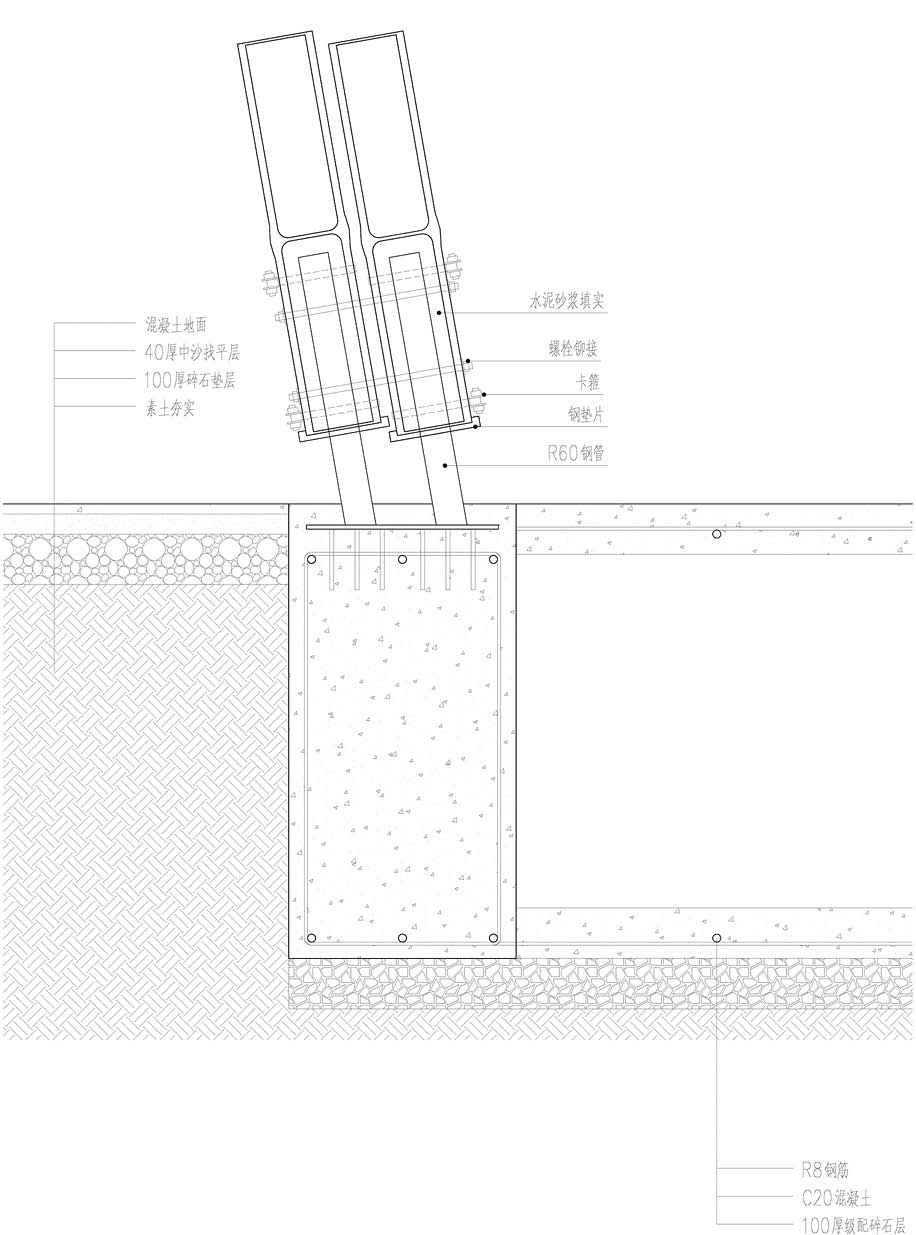 水泥砂浆填实
螺栓铆接
卡箍
钢垫片
R60钢管
混凝土地面
40厚中沙找平层
100厚碎石垫层
素土夯实
R8钢筋
C20混凝土
100厚级配碎石层